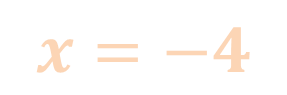 x = −4